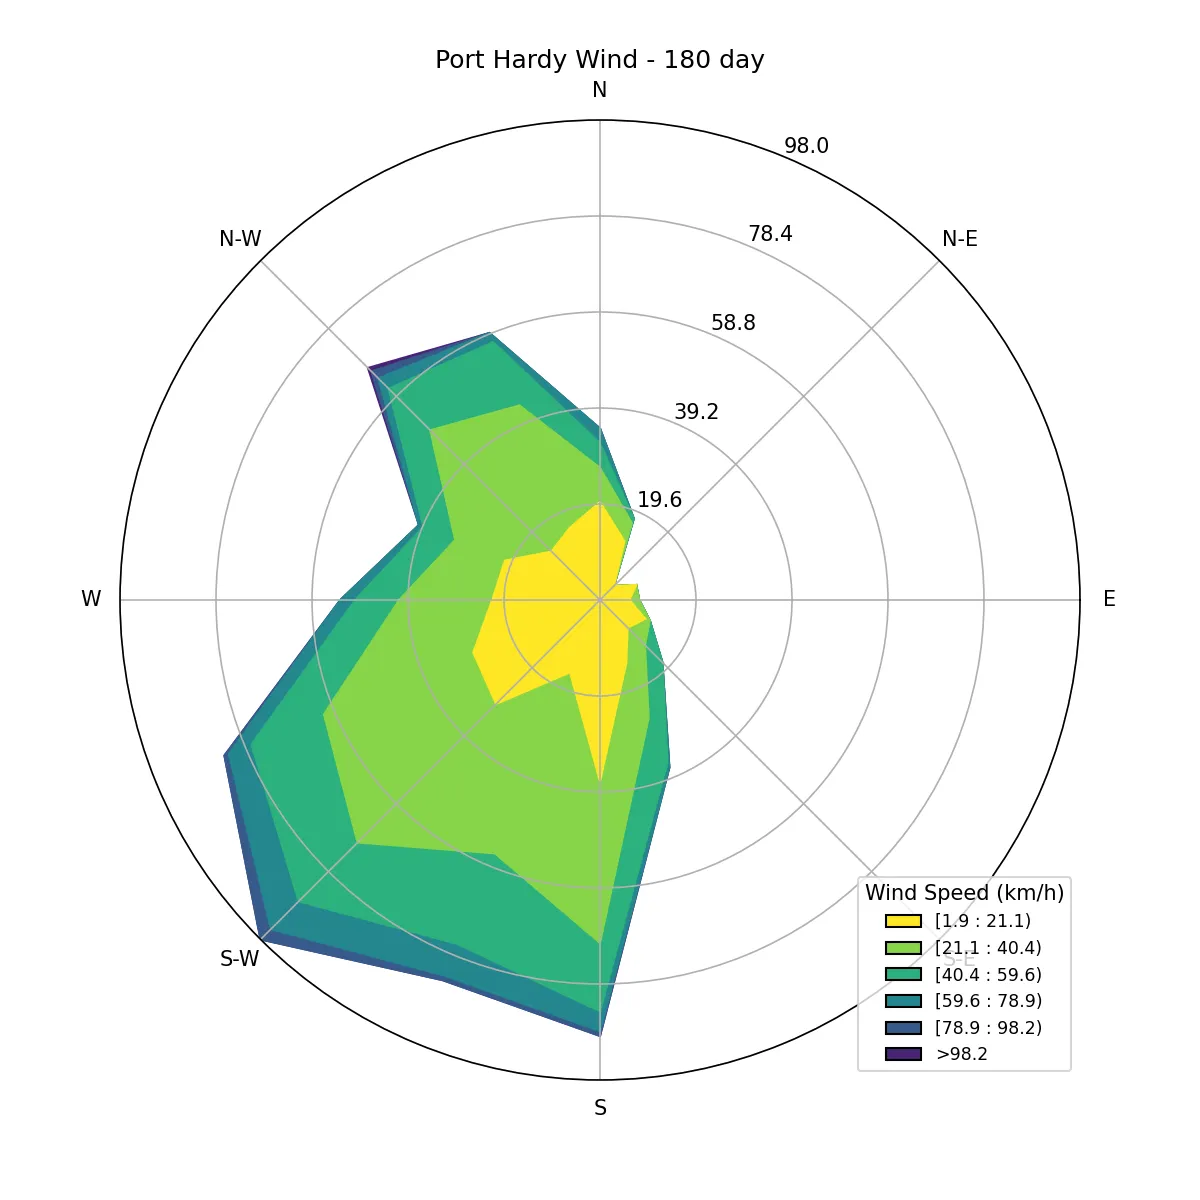 Port Hardy Wind - 180 day
N
98.0
78.4
N-W
N-E
58.8
39.2
19.6
W
E
Wind Speed (km/h)
[1.9 : 21.1)
[21.1 : 40.4)
S-W
S-E
[40.4 : 59.6)
[59.6 : 78.9)
[78.9 : 98.2)
>98.2
S